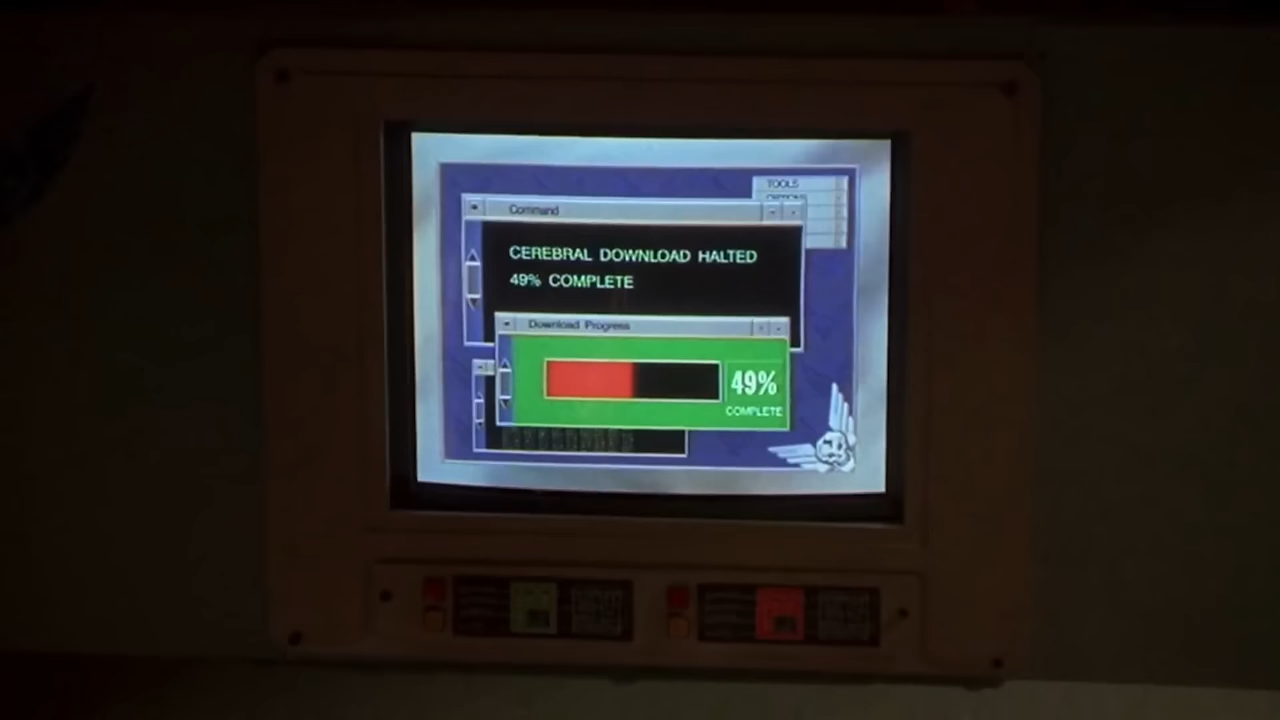 TOOLS
Command
CEREBRAL DOWNLOAD HALTED
49% COMPLETE
Download Progress
49%
COMPLETE